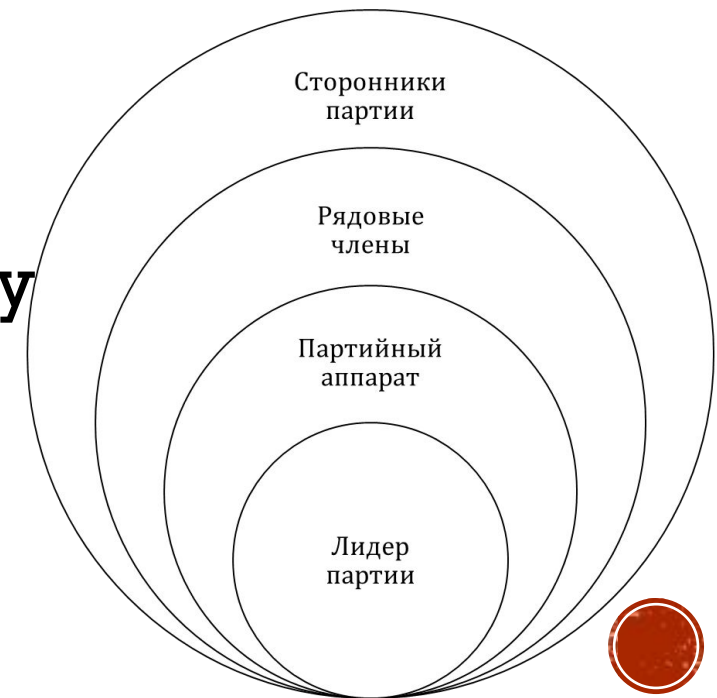 Сторонники
партии
Рядовые
члены
у
Партийный
аппарат
Лидер
партии